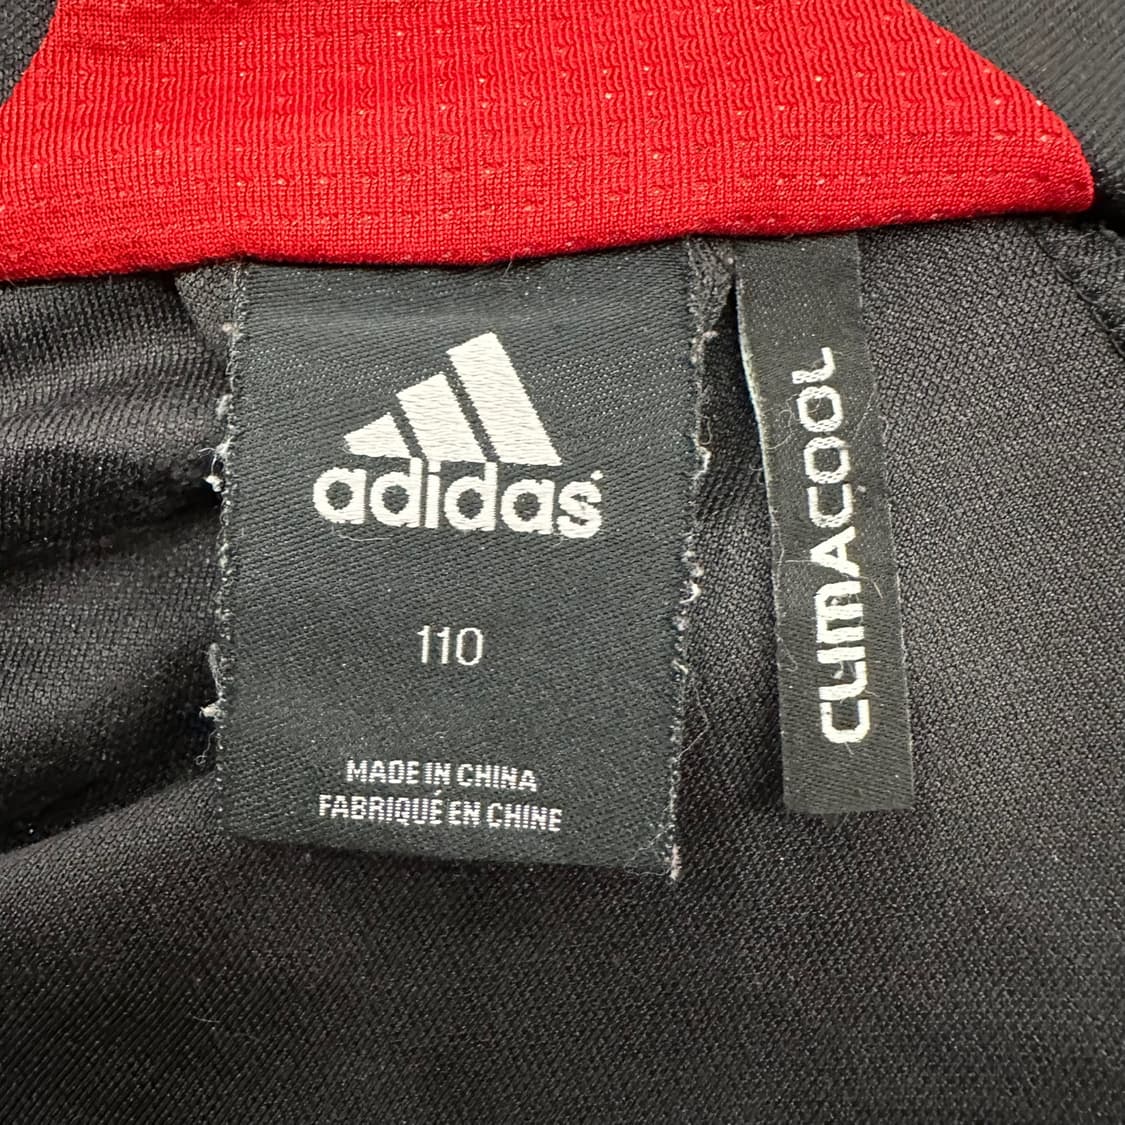 adidas
110
MADE IN CHINA
FABRIQUÉ EN CHINE
CLIMACOOL